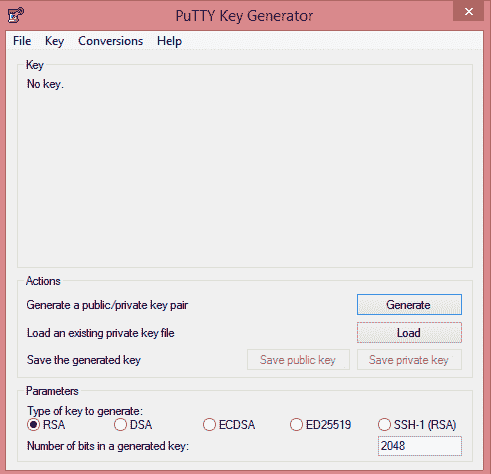 PuTTY Key Generator
File Key Conversions Help
Key
No key.
Actions
Generate a public/private key pair
Generate
Load an existing private key file
Load
Save the generated key
Save public key
Save private key
Parameters
Type of key to generate:
RSA DSA ECDSA ED25519 SSH-1 (RSA)
Number of bits in a generated key:
2048